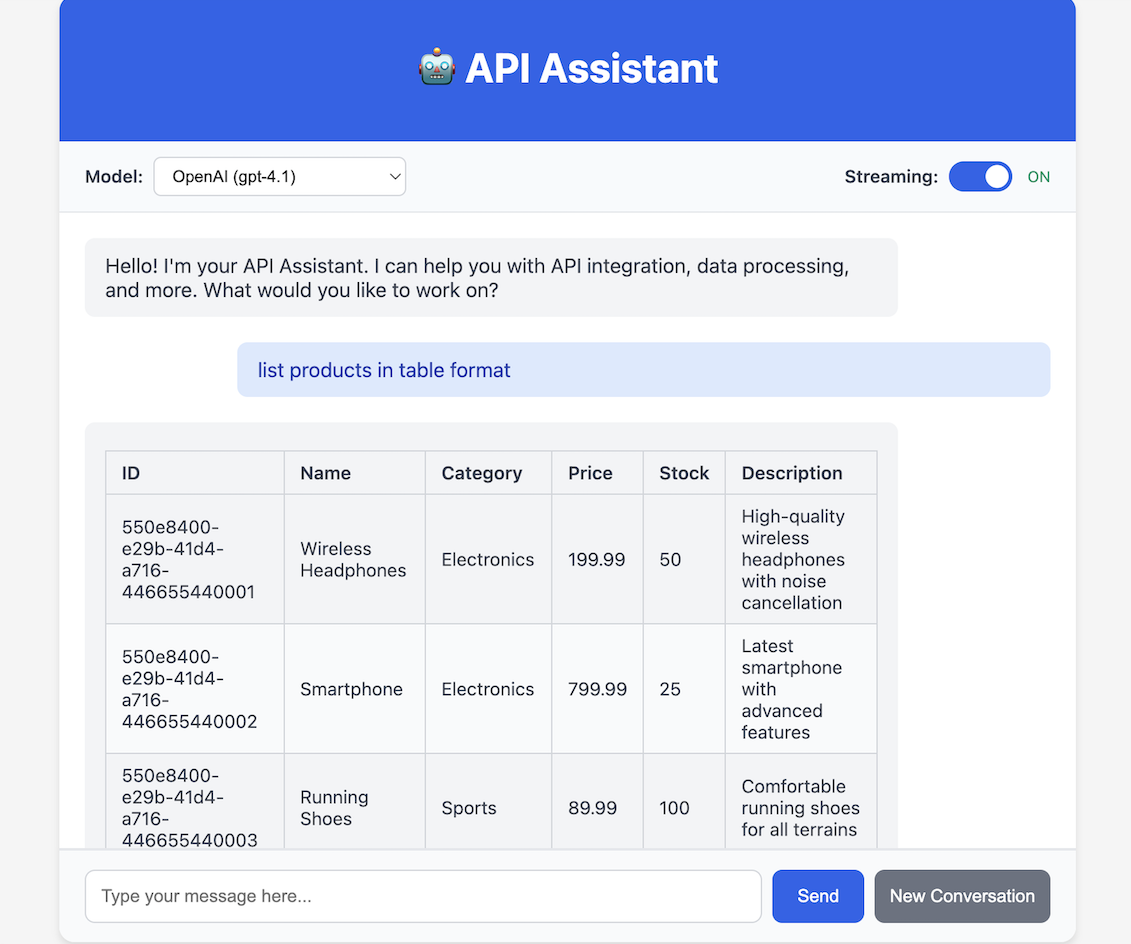 🤖 API Assistant
Model: OpenAI (gpt-4.1) Streaming: ON
Hello! I'm your API Assistant. I can help you with API integration, data processing,
and more. What would you like to work on?
list products in table format
ID Name Category Price Stock Description
550e8400-
e29b-41d4-
a716-
446655440001
Wireless
Headphones
Electronics
199.99
50
High-quality
wireless
headphones
with noise
cancellation
550e8400-
e29b-41d4-
a716-
446655440002
Smartphone
Electronics
799.99
25
Latest
smartphone
with
advanced
features
550e8400-
e29b-41d4-
a716-
446655440003
Running
Shoes
Sports
89.99
100
Comfortable
running shoes
for all terrains
Type your message here...
Send
New Conversation